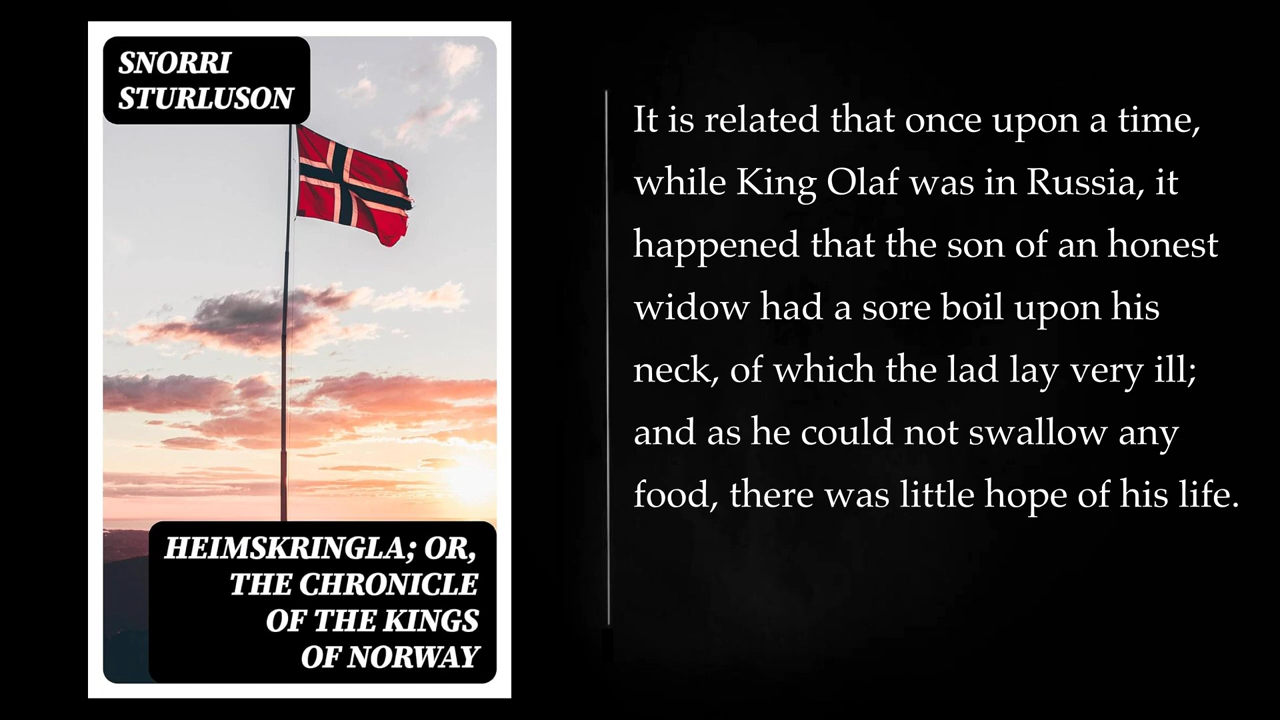 SNORRI
STURLUSON
HEIMSKRINGLA; OR,
THE CHRONICLE
OF THE KINGS
OF NORWAY
It is related that once upon a time,
while King Olaf was in Russia, it
happened that the son of an honest
widow had a sore boil upon his
neck, of which the lad lay very ill;
and as he could not swallow any
food, there was little hope of his life.